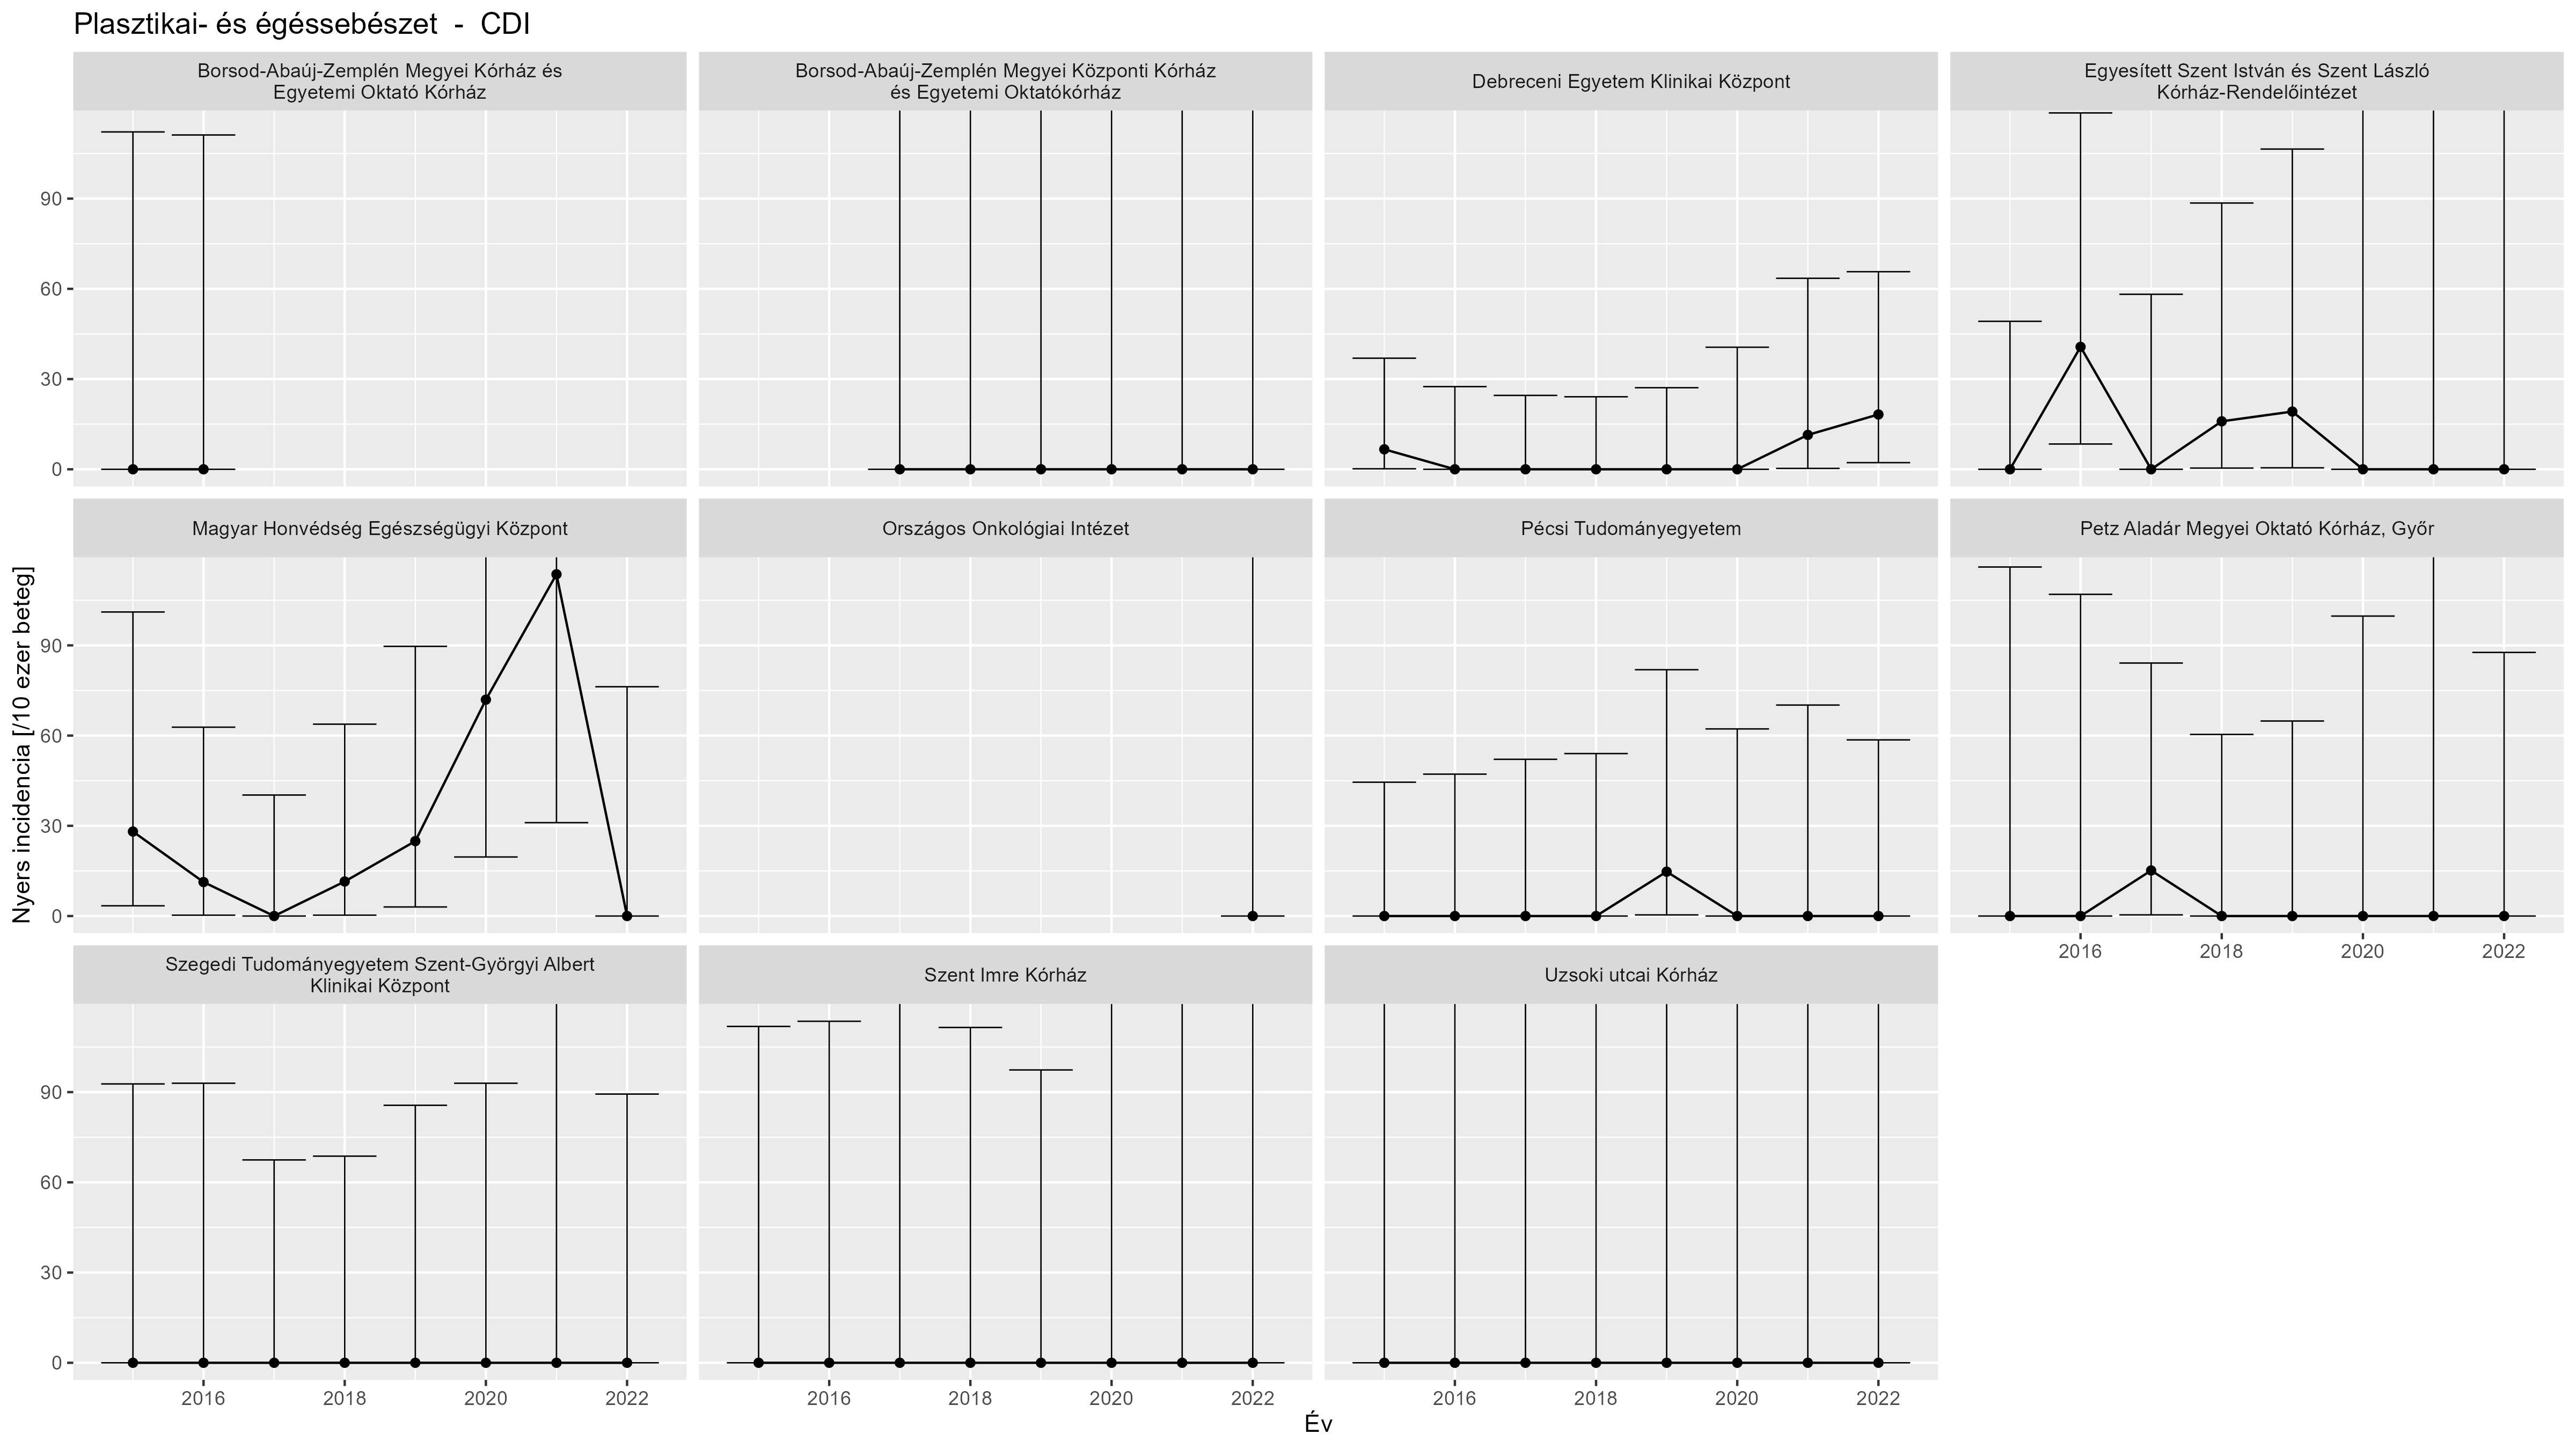 Plasztikai- és égéssebészet  -  CDI
Borsod-Abaúj-Zemplén Megyei Kórház és
Egyetemi Oktató Kórház
Borsod-Abaúj-Zemplén Megyei Központi Kórház
és Egyetemi Oktatókórház
Debreceni Egyetem Klinikai Központ
Egyesített Szent István és Szent László
Kórház-Rendelőintézet
90
60
30
0
Magyar Honvédség Egészségügyi Központ
Országos Onkológiai Intézet
Pécsi Tudományegyetem
Petz Aladár Megyei Oktató Kórház, Győr
Nyers incidencia [/10 ezer beteg]
90
60
30
0
2016 2018 2020 2022
Szegedi Tudományegyetem Szent-Györgyi Albert
Klinikai Központ
Szent Imre Kórház
Uzsoki utcai Kórház
90
60
30
0
2016 2018 2020 2022
2016 2018 2020 2022
2016 2018 2020 2022
Év